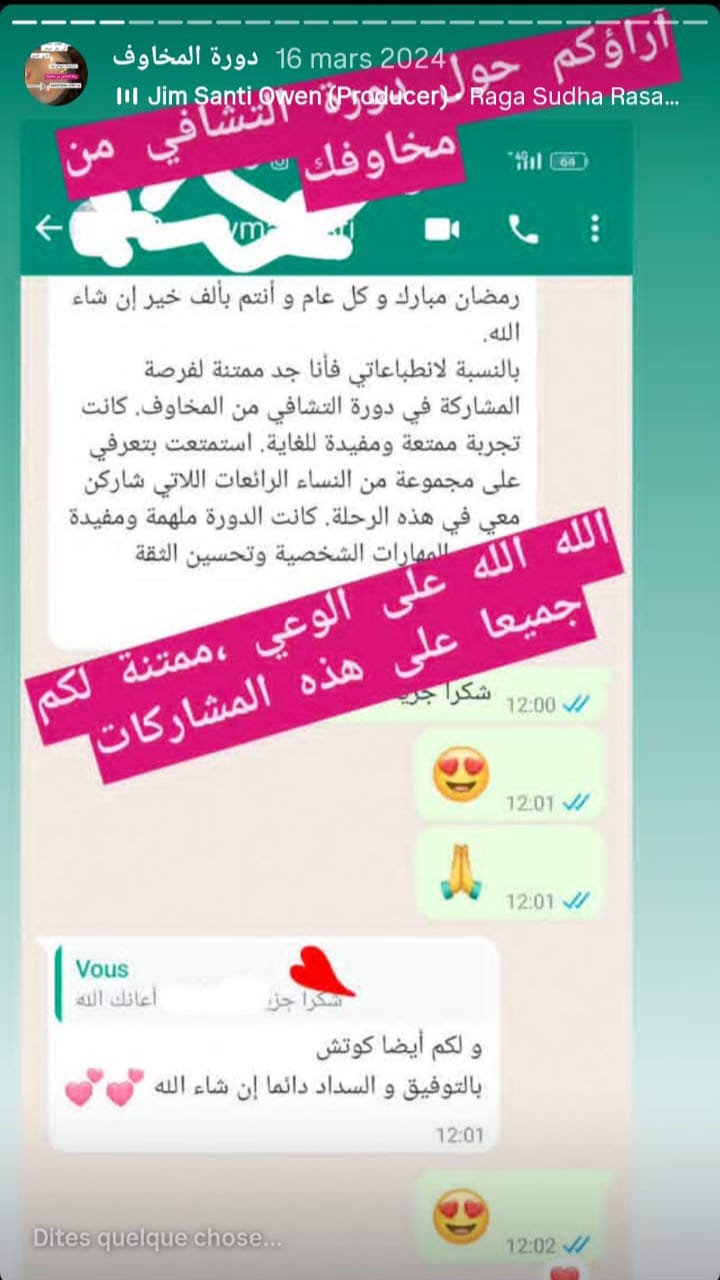 دورة المخاوف 16 mars 2024
Jim Santi Owen (Producer) • Raga Sudha Rasa...
آراؤكم حول دورة التشافي من
مخاوفك
4G 64
رمضان مبارك و كل عام و أنتم بألف خير إن شاء
الله.
بالنسبة لانطباعاتي فأنا جد ممتنة لفرصة
المشاركة في دورة التشافي من المخاوف. كانت
تجربة ممتعة ومفيدة للغاية. استمتعت بتعرفي
على مجموعة من النساء الرائعات اللاتي شاركن
معي في هذه الرحلة. كانت الدورة ملهمة ومفيدة
المهارات الشخصية وتحسين الثقة
الله الله على الوعي ،ممتنة لكم
جميعا على هذه المشاركات
شكرا
12:00
12:01
12:01
Vous
شكرا جز أعانك الله
و لكم أيضا كوتش
بالتوفيق و السداد دائما إن شاء الله 💕💕
12:01
12:02
Dites quelque chose...